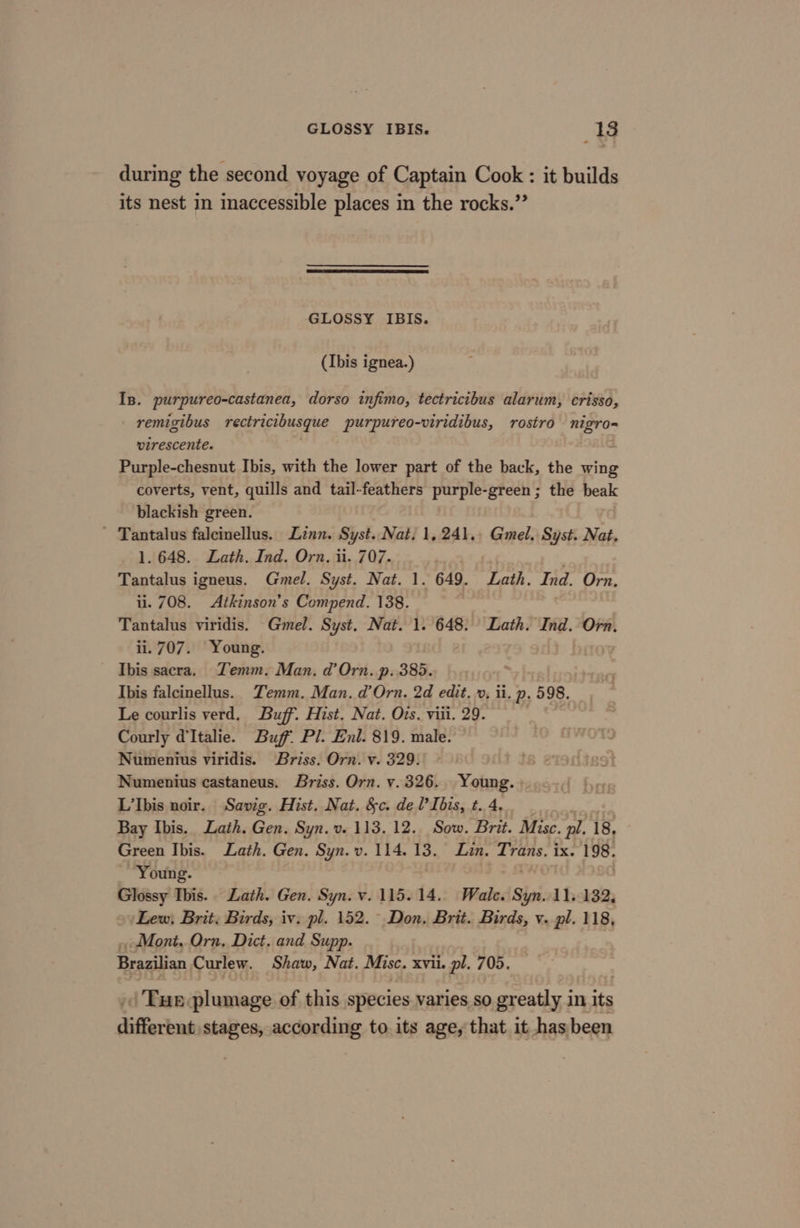 GLOSSY IBIS. 13
during the second voyage of Captain Cook : it builds
its nest in inaccessible places in the rocks.”
GLOSSY IBIS.
(Ibis ignea.)
Ib. purpureo-castanea, dorso infimo, tectricibus alarum, crisso,
remigibus rectricibusque purpureo-viridibus, rostro nigro-
virescente.
Purple-chesnut Ibis, with the lower part of the back, the wing
coverts, vent, quills and tail-feathers purple-green ; the beak
blackish green.
Tantalus falcinellus. Linn. Syst. Nat. 1. 241. Gmel. Syst. Nat.
1. 648. Lath. Ind. Orn. ii. 707.
Tantalus igneus. Gmel. Syst. Nat. 1. 649. Lath. Ind. Orn.
ii. 708. Atkinson's Compend. 138.
Tantalus viridis. Gmel. Syst. Nat. 1. 648. Lath. Ind. Orn.
ii. 707. Young.
Ibis sacra. Temm. Man. d'Orn. p. 385.
Ibis falcinellus. Temm. Man. d'Orn. 2d edit. v. ii. p. 598.
Le courlis verd. Buff. Hist. Nat. Ois. viii. 29.
Courly d'Italie. Buff. Pl. Enl. 819. male.
Numenius viridis. Briss. Orn. v. 329.
Numenius castaneus. Briss. Orn. v. 326. Young.
L'Ibis noir. Savig. Hist. Nat. &c. de l'Ibis, t. 4.
Bay Ibis. Lath. Gen. Syn. v. 113. 12. Sow. Brit. Misc. pl. 18.
Green Ibis. Lath. Gen. Syn. v. 114. 13. Lin. Trans. ix. 198.
Young.
Glossy Ibis. Lath. Gen. Syn. v. 115. 14. Walc. Syn. 11. 132.
Lew. Brit. Birds, iv. pl. 152. Don. Brit. Birds, v. pl. 118,
Mont. Orn. Dict. and Supp.
Brazilian Curlew. Shaw, Nat. Misc. xvii. pl. 705.
THE plumage of this species varies so greatly in its
different stages, according to its age, that it has been